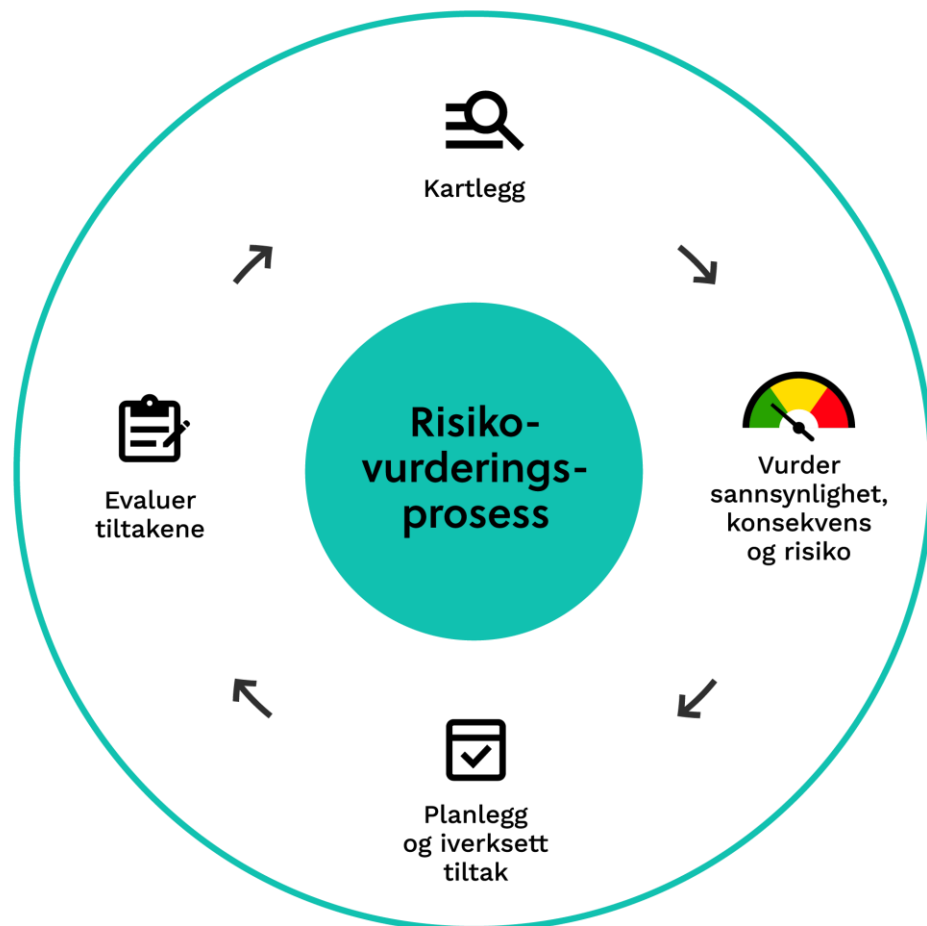 Kartlegg
Risiko-
vurderings-
prosess
Vurder
sannsynlighet,
konsekvens
og risiko
Evaluer
tiltakene
Planlegg
og iverksett
tiltak